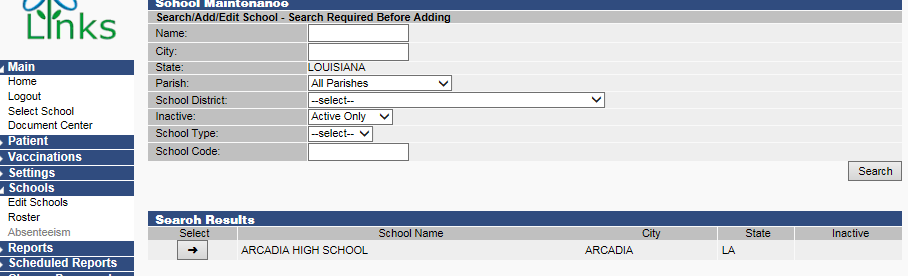 LINKS
School Maintenance
Search/Add/Edit School - Search Required Before Adding
Name:
City:
State: LOUISIANA
Parish: All Parishes
School District: --select--
Inactive: Active Only
School Type: --select--
School Code:
Search
Main
Home
Logout
Select School
Document Center
Patient
Vaccinations
Settings
Schools
Edit Schools
Roster
Absenteeism
Reports
Scheduled Reports
Search Results
Select School Name City State Inactive
ARCADIA HIGH SCHOOL ARCADIA LA